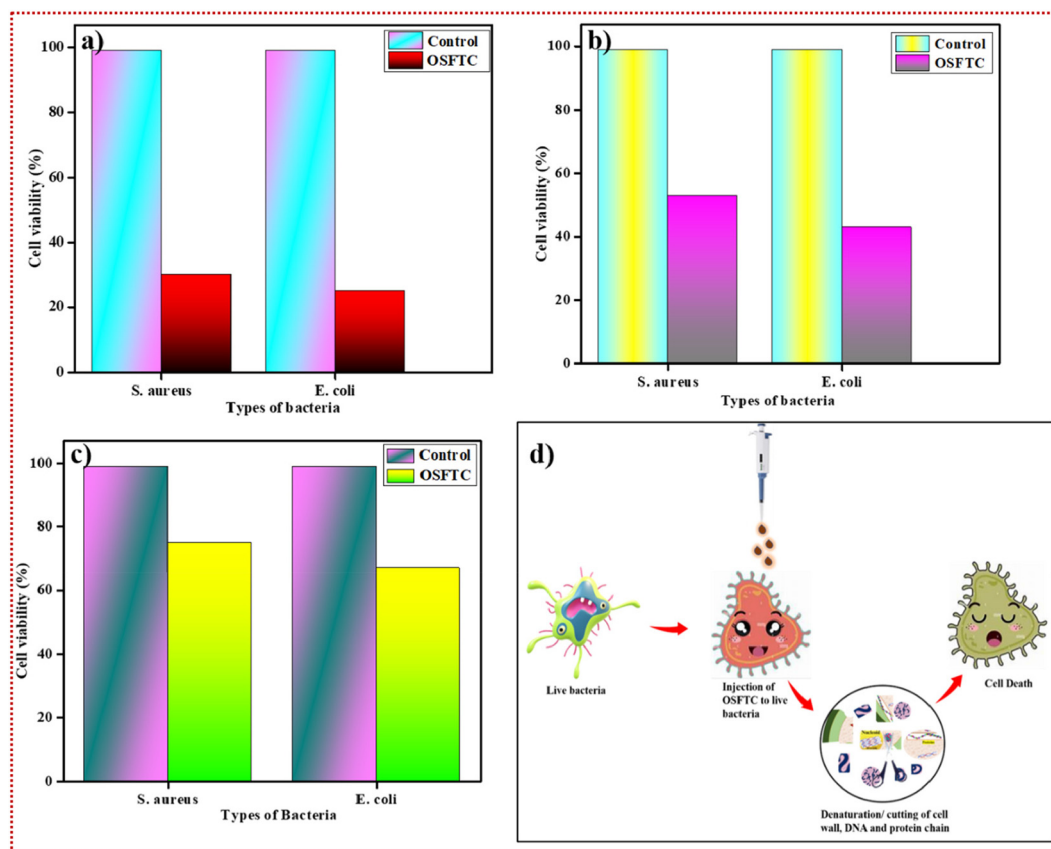 a)
Control
OSFTC
100
80
60
40
20
0
Cell viability (%)
S. aureus
E. coli
Types of bacteria
b)
Control
OSFTC
100
80
60
40
20
0
Cell viability (%)
S. aureus
E. coli
Types of bacteria
c)
Control
OSFTC
100
80
60
40
20
0
Cell viability (%)
S. aureus
E. coli
Types of Bacteria
d)
Live bacteria
Injection of
OSFTC to live
bacteria
Cell Death
Nucloid
Denaturation/ cutting of cell
wall, DNA and protein chain